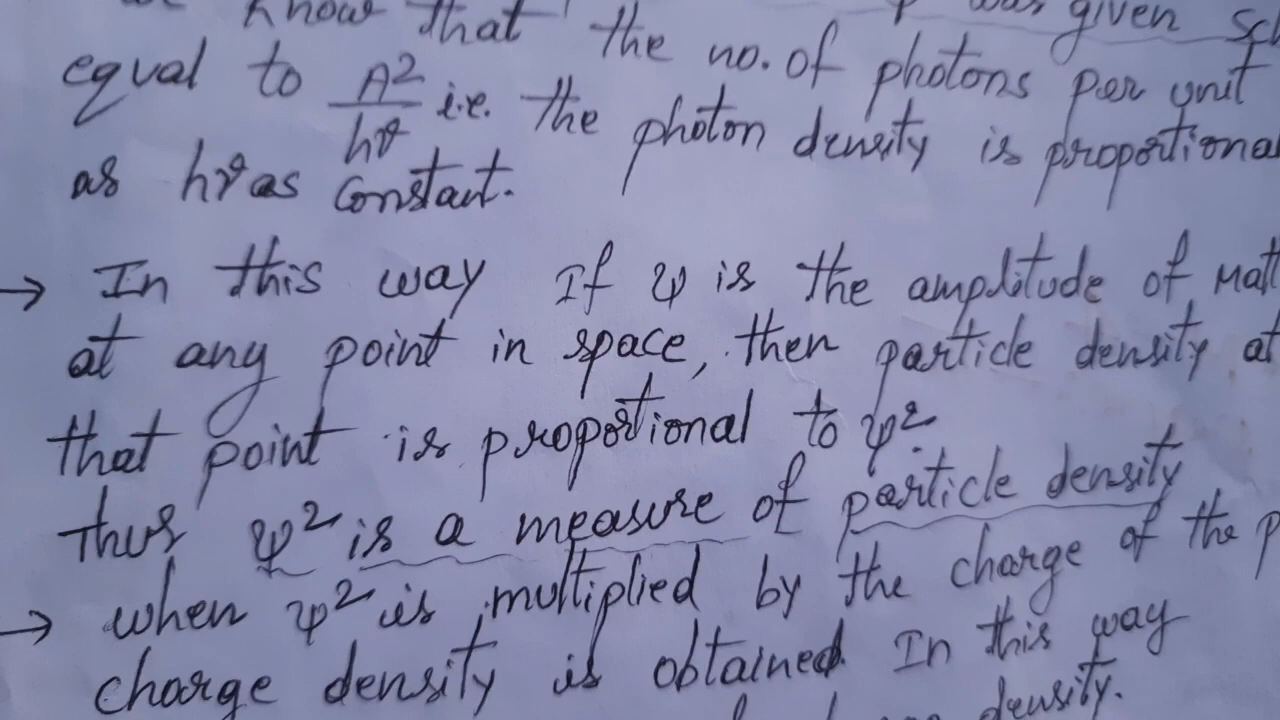 know that ψ was given
equal to A²/hν i.e. the no. of photons per unit
as hν as constant. the photon density is proportional
→ In this way If ψ is the amplitude of
at any point in space, then particle density at
that point is proportional to ψ².
thus ψ² is a measure of particle density
→ when ψ² is multiplied by the charge of the
charge density is obtained. In this way
density.